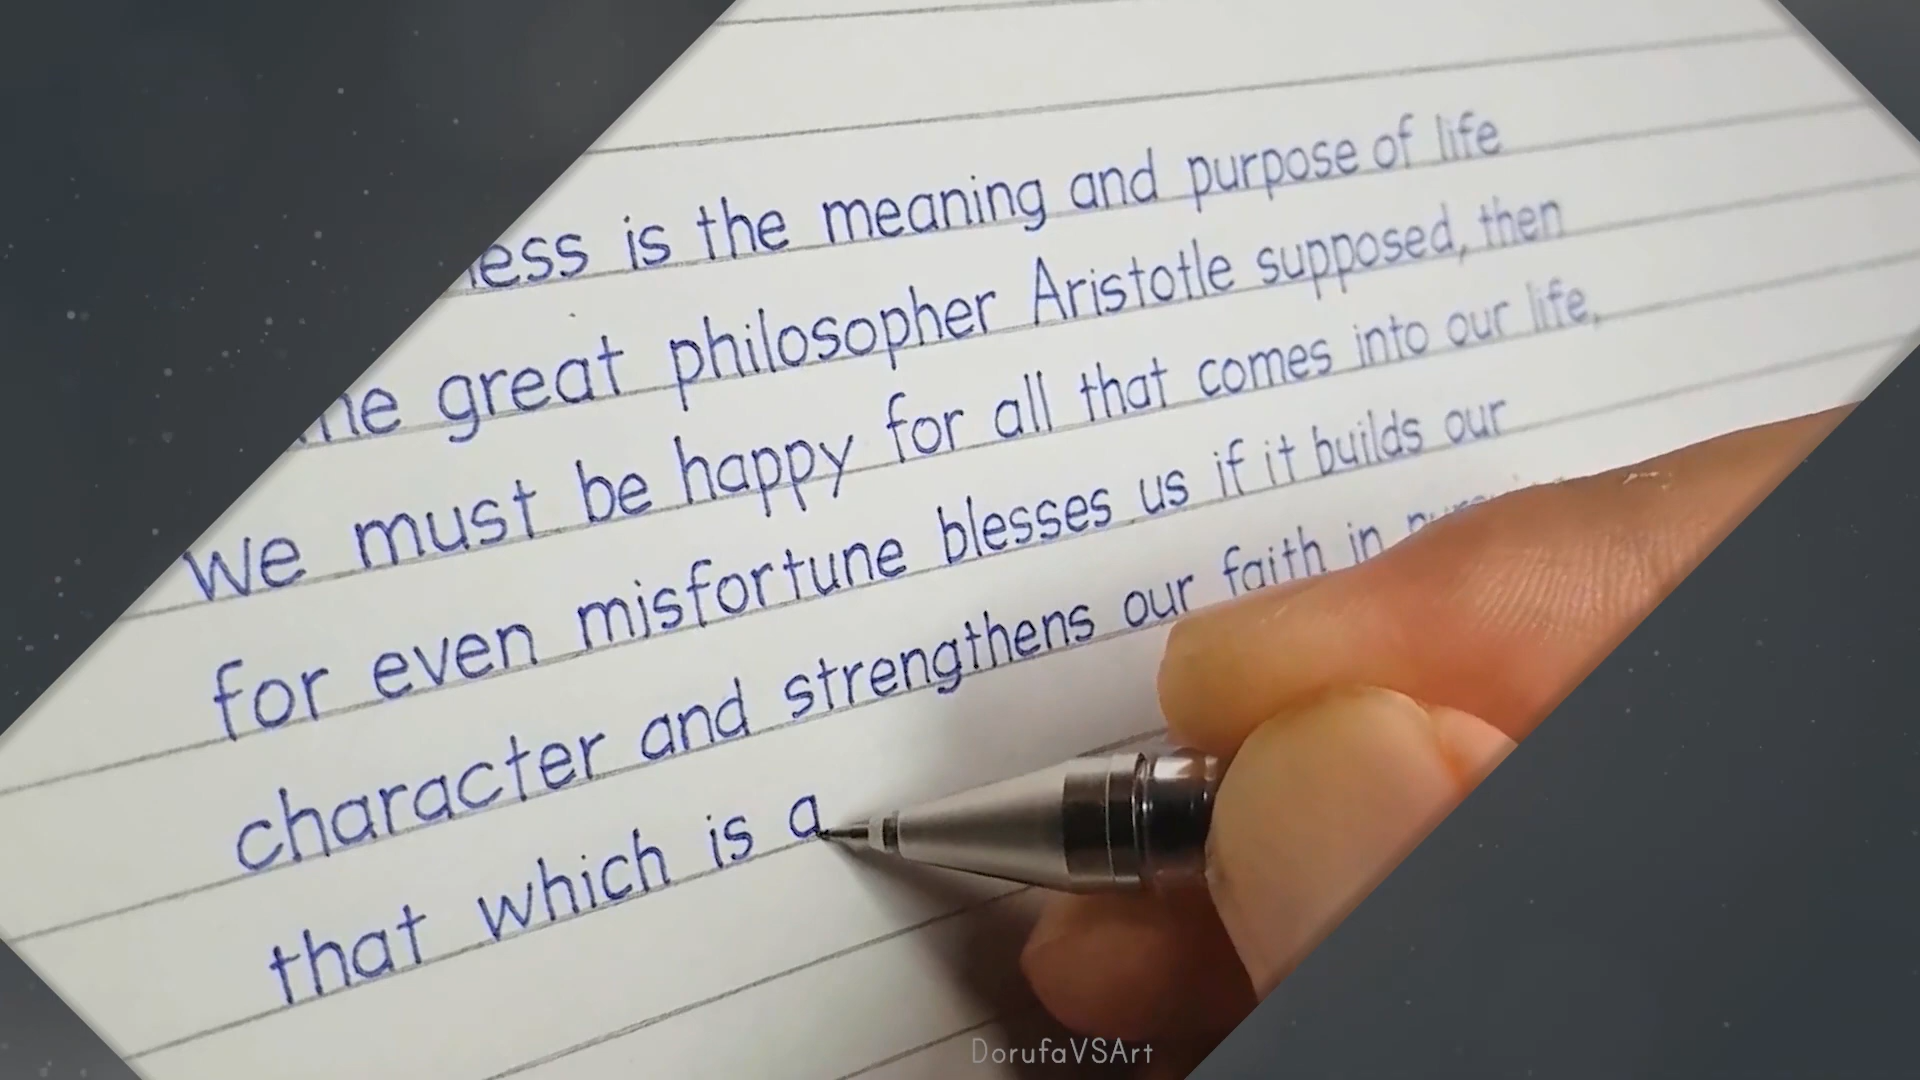 is the meaning and purpose of life
great philosopher Aristotle supposed, then
we must be happy for all that comes into our life,
for even misfortune blesses us if it builds our
character and strengthens our faith in
that which is a
DorufaVSArt